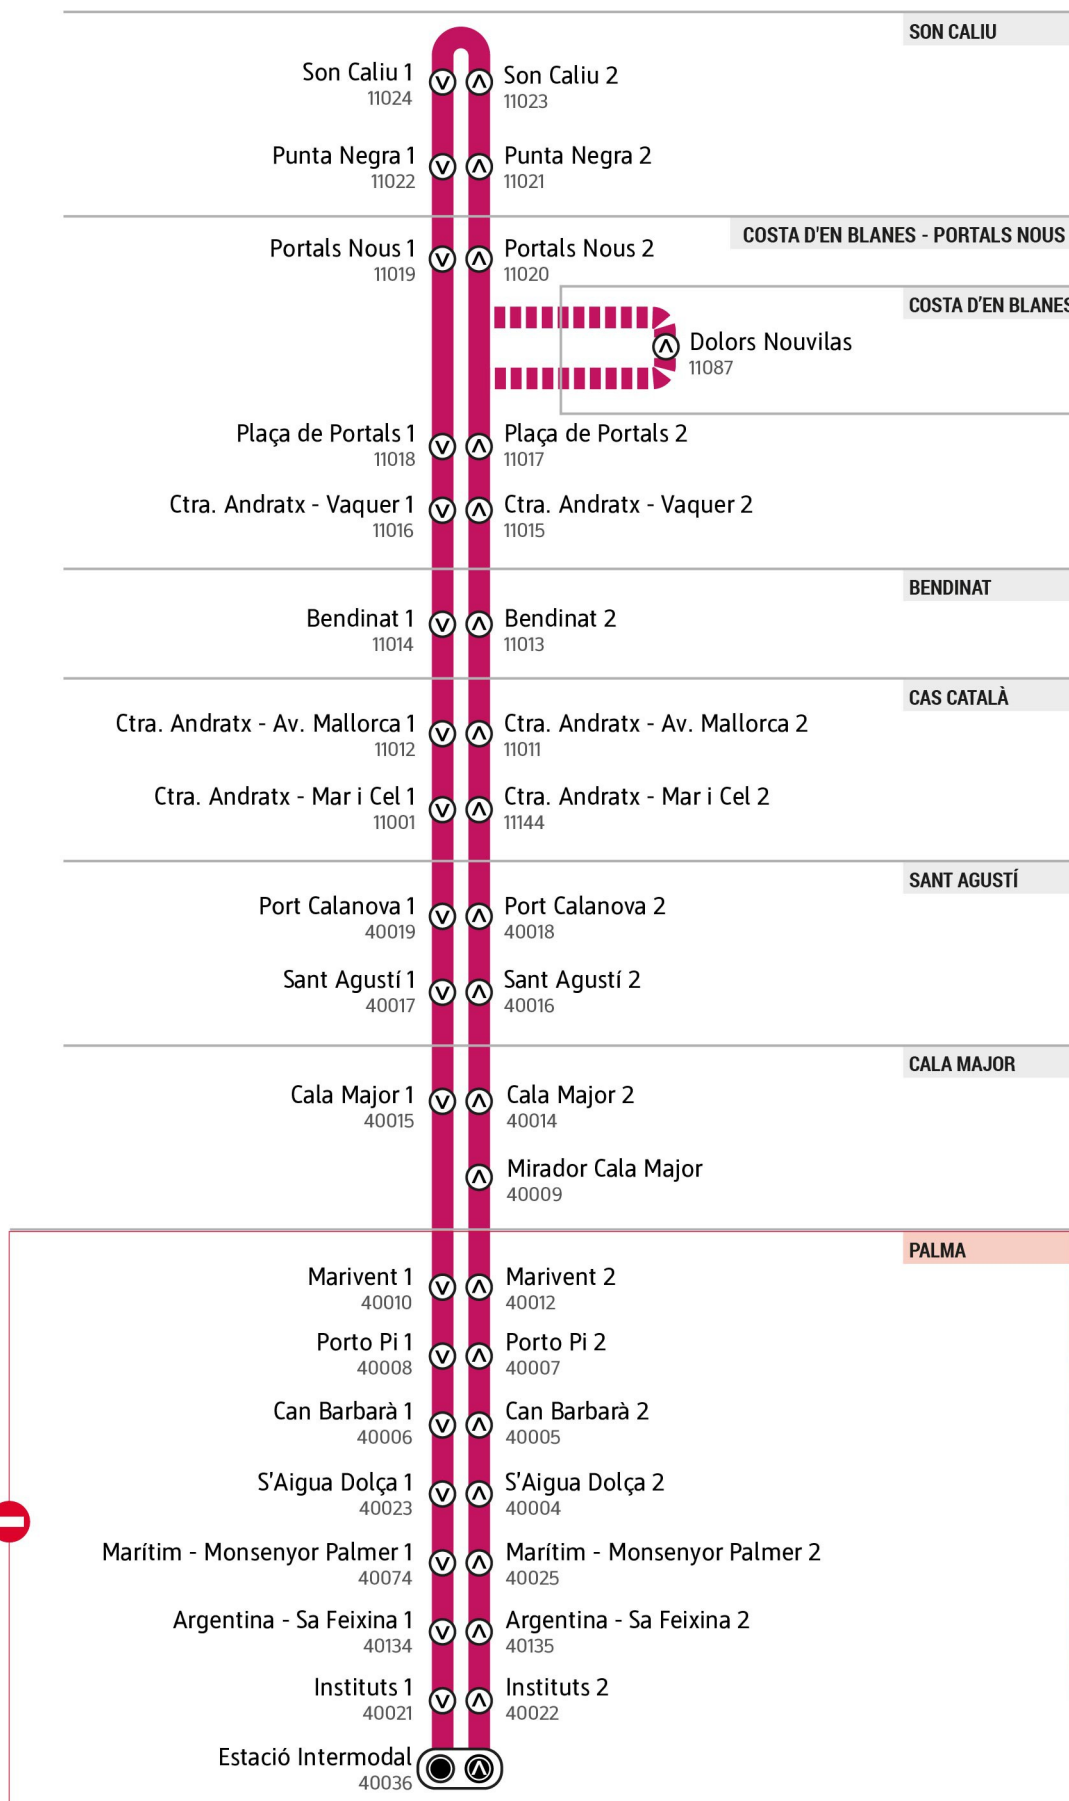 SON CALIU
Son Caliu 1
11024
Son Caliu 2
11023
Punta Negra 1
11022
Punta Negra 2
11021
COSTA D'EN BLANES - PORTALS NOUS
Portals Nous 1
11019
Portals Nous 2
11020
COSTA D'EN BLANES
Dolors Nouvilas
11087
Plaça de Portals 1
11018
Plaça de Portals 2
11017
Ctra. Andratx - Vaquer 1
11016
Ctra. Andratx - Vaquer 2
11015
BENDINAT
Bendinat 1
11014
Bendinat 2
11013
CAS CATALÀ
Ctra. Andratx - Av. Mallorca 1
11012
Ctra. Andratx - Av. Mallorca 2
11011
Ctra. Andratx - Mar i Cel 1
11001
Ctra. Andratx - Mar i Cel 2
11144
SANT AGUSTÍ
Port Calanova 1
40019
Port Calanova 2
40018
Sant Agustí 1
40017
Sant Agustí 2
40016
CALA MAJOR
Cala Major 1
40015
Cala Major 2
40014
Mirador Cala Major
40009
PALMA
Marivent 1
40010
Marivent 2
40012
Porto Pi 1
40008
Porto Pi 2
40007
Can Barbarà 1
40006
Can Barbarà 2
40005
S'Aigua Dolça 1
40023
S'Aigua Dolça 2
40004
Marítim - Monsenyor Palmer 1
40074
Marítim - Monsenyor Palmer 2
40025
Argentina - Sa Feixina 1
40134
Argentina - Sa Feixina 2
40135
Instituts 1
40021
Instituts 2
40022
Estació Intermodal
40036